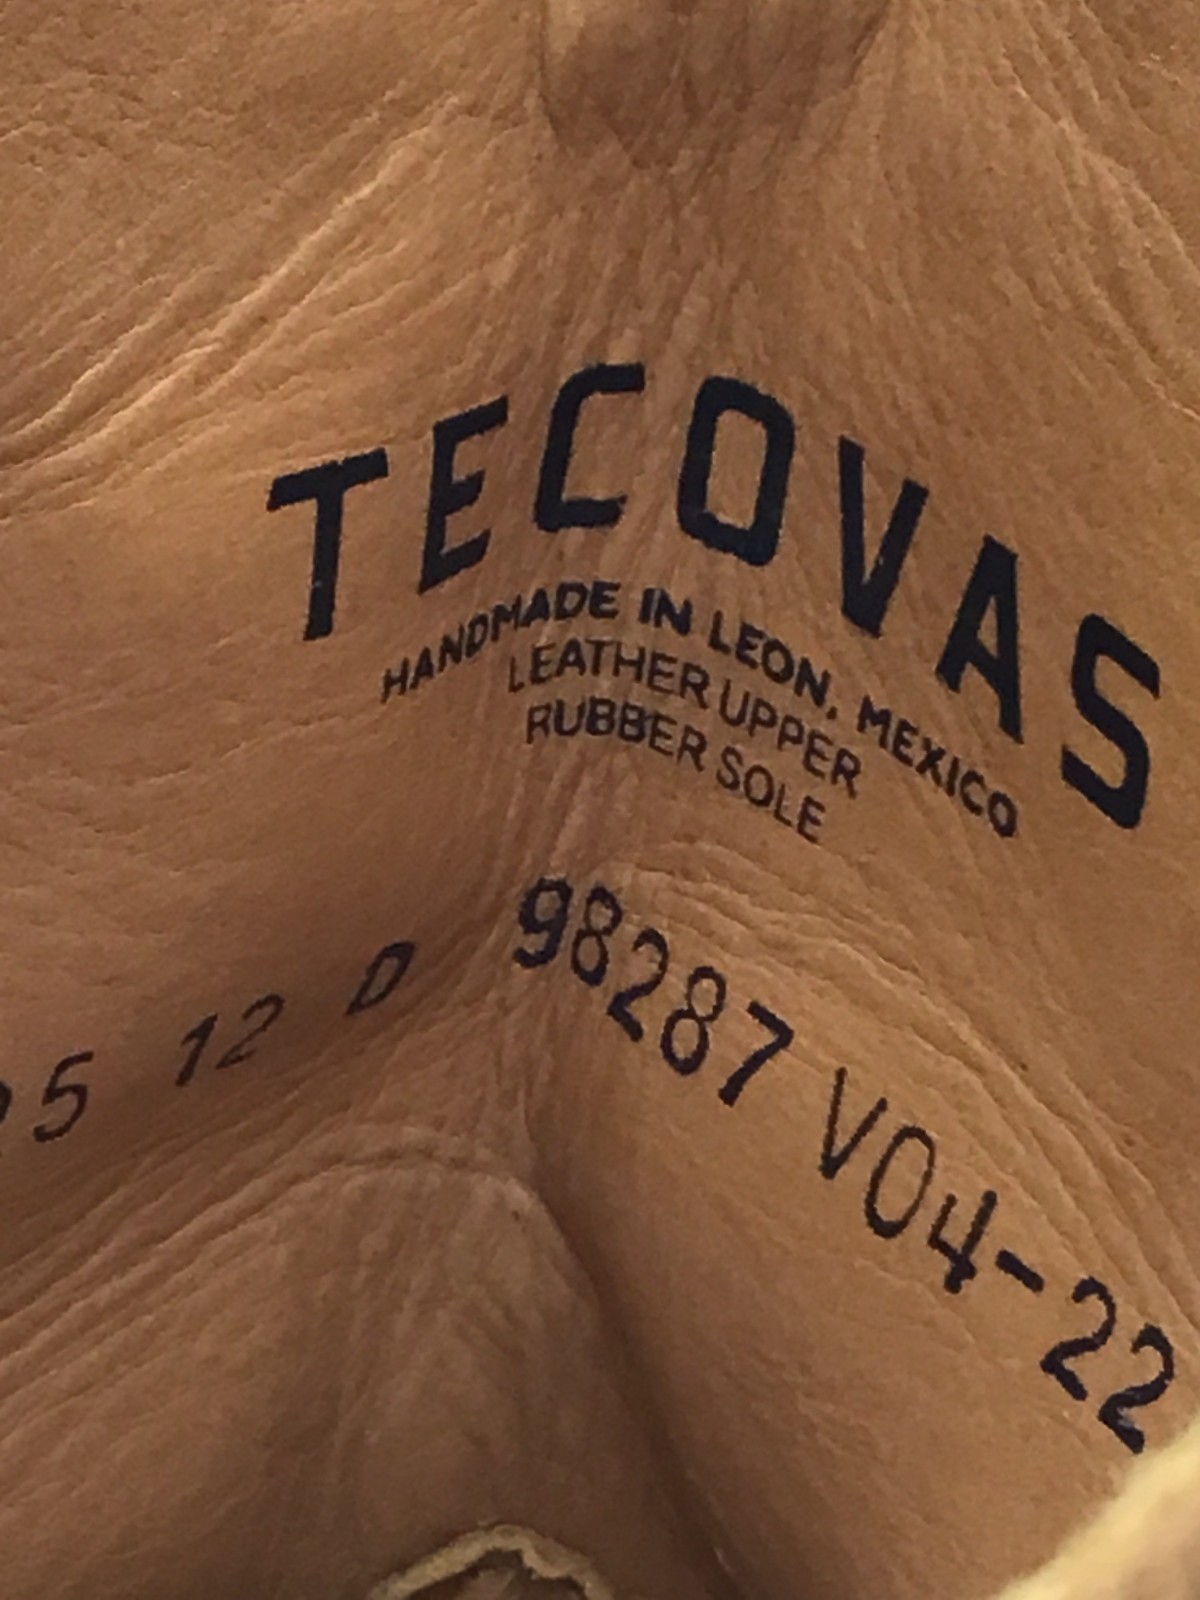 TECOVAS
HANDMADE IN LEON, MEXICO
LEATHER UPPER
RUBBER SOLE
12 D 98287 V04-22